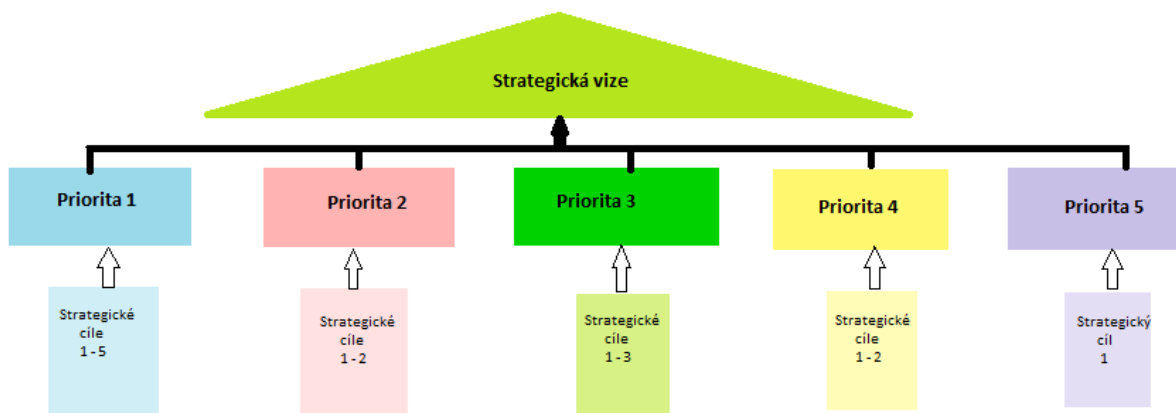 Strategická vize
Priorita 1
Priorita 2
Priorita 3
Priorita 4
Priorita 5
Strategické
cíle
1 - 5
Strategické
cíle
1 - 2
Strategické
cíle
1 - 3
Strategické
cíle
1 - 2
Strategický
cíl
1